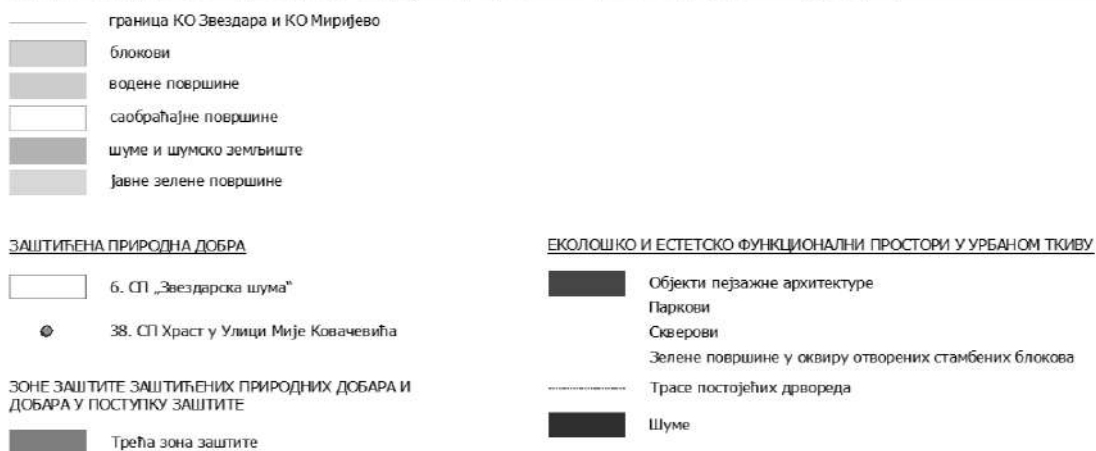 граница КО Звездара и КО Миријево
блокови
водене површине
саобраћајне површине
шуме и шумско земљиште
јавне зелене површине
ЗАШТИЋЕНА ПРИРОДНА ДОБРА
6. СП „Звездарска шума“
38. СП Храст у Улици Мије Ковачевића
ЗОНЕ ЗАШТИТЕ ЗАШТИЋЕНИХ ПРИРОДНИХ ДОБАРА И
ДОБАРА У ПОСТУПКУ ЗАШТИТЕ
Трећа зона заштите
ЕКОЛОШКО И ЕСТЕТСКО ФУНКЦИОНАЛНИ ПРОСТОРИ У УРБАНОМ ТКИВУ
Објекти пејзажне архитектуре
Паркови
Скверови
Зелене површине у оквиру отворених стамбених блокова
Трасе постојећих дрвореда
Шуме